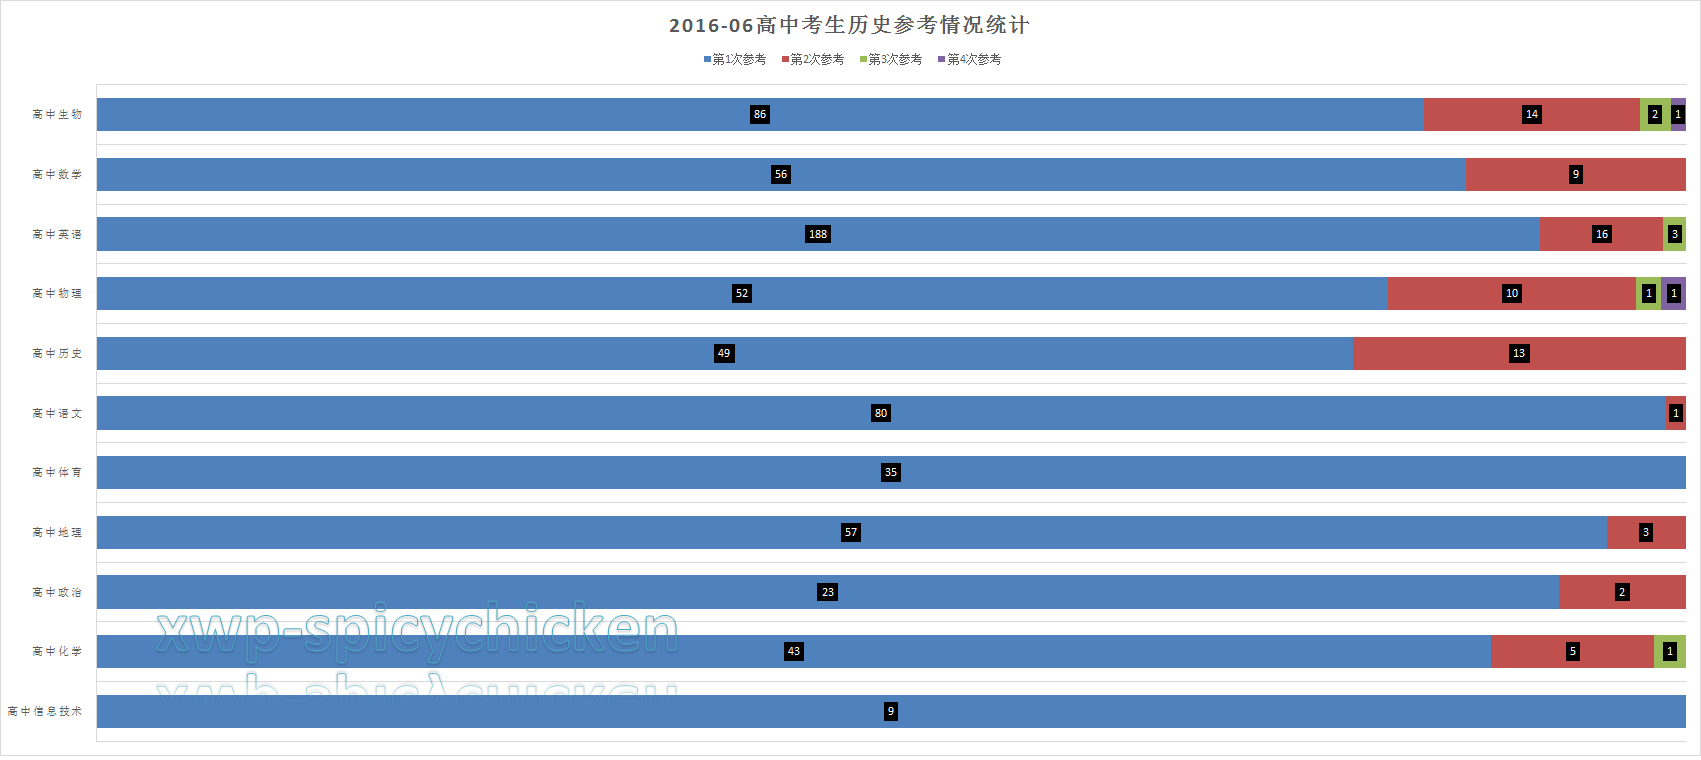 2016-06高中考生历史参考情况统计
第1次参考 第2次参考 第3次参考 第4次参考
高中生物 86 14 2 1
高中数学 56 9
高中英语 188 16 3
高中物理 52 10 1 1
高中历史 49 13
高中语文 80 1
高中体育 35
高中地理 57 3
高中政治 23 2
xwp-spicychicken
高中化学 43 5 1
高中信息技术 9